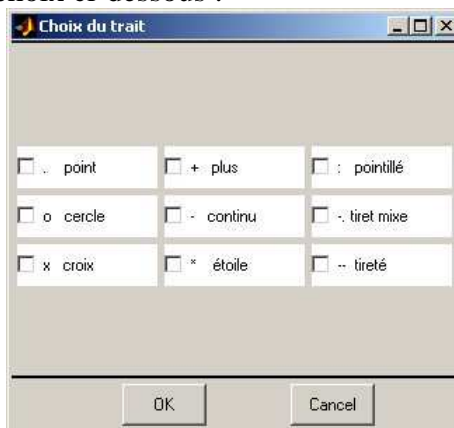 Choix du trait
. point + plus : pointillé
o cercle - continu -. tiret mixe
x croix * étoile -- tireté
OK Cancel